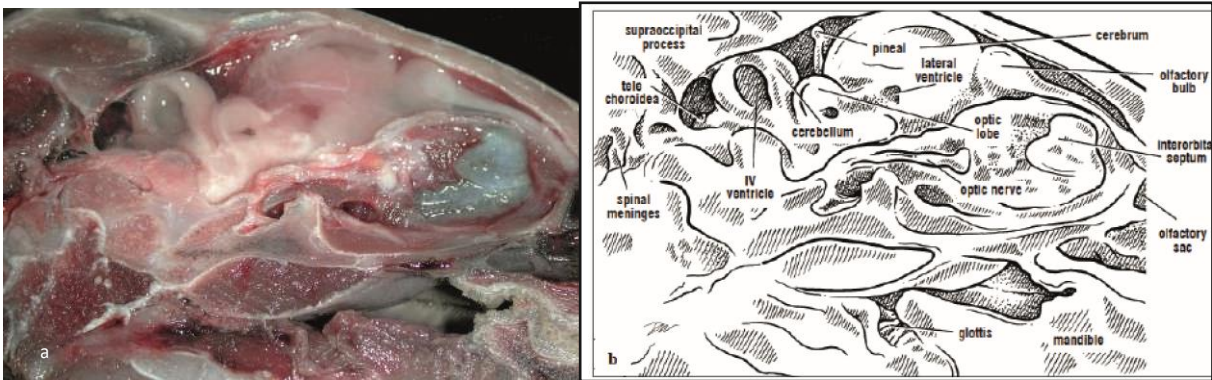 a
supraoccipital
process
pineal
cerebrum
lateral
ventricle
olfactory
bulb
tela
choroidea
cerebellum
optic
lobe
interorbita
septum
IV
ventricle
optic nerve
spinal
meninges
olfactory
sac
glottis
mandible
b